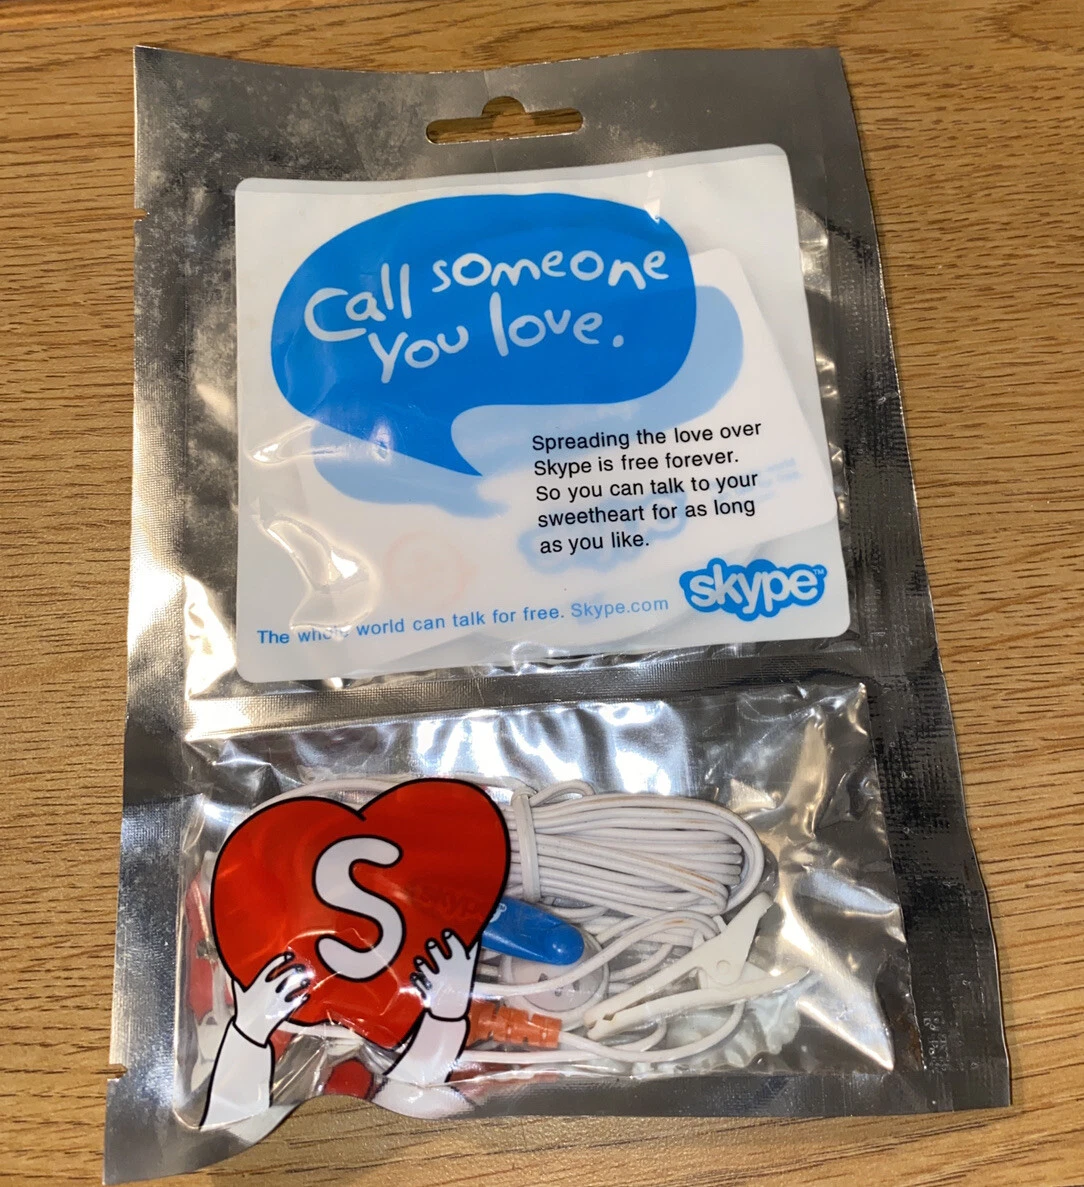 Call someone
you love.
Spreading the love over
Skype is free forever.
So you can talk to your
sweetheart for as long
as you like.
The whole world can talk for free. Skype.com
skype™
S